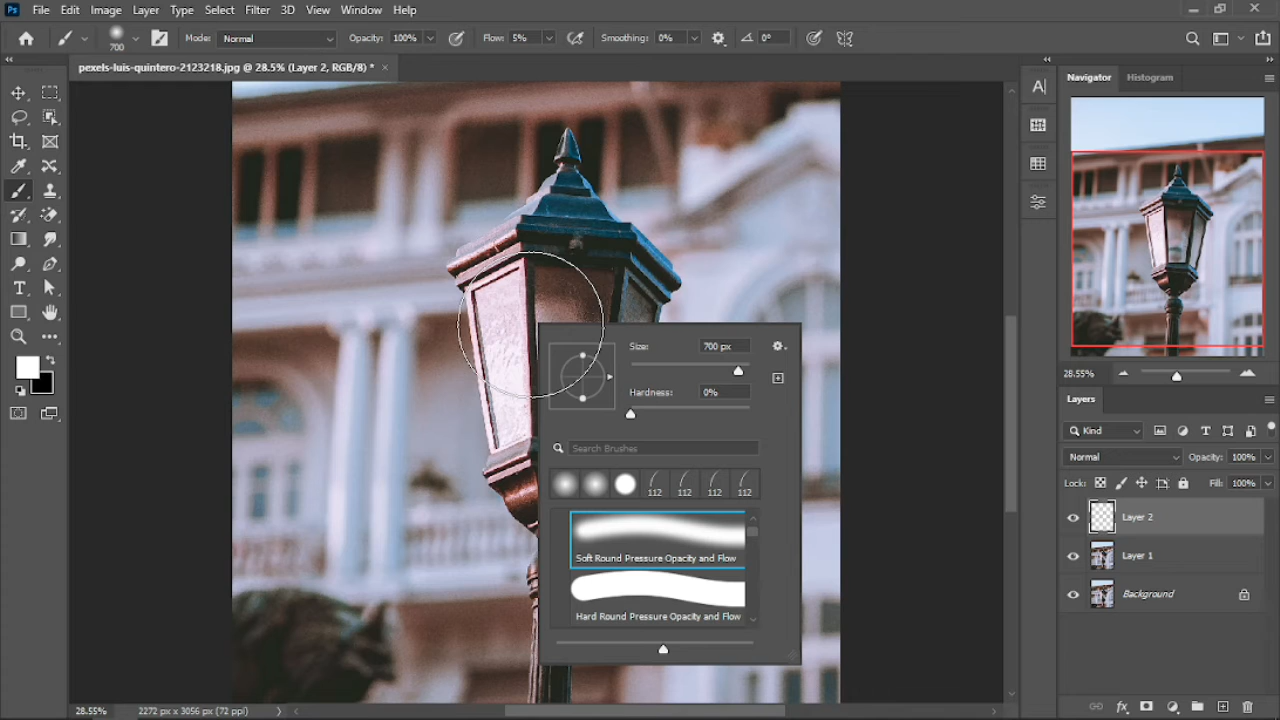 Ps File Edit Image Layer Type Select Filter 3D View Window Help
700 Mode: Normal Opacity: 100% Flow: 5% Smoothing: 0% 0°
pexels-luis-quintero-2123218.jpg @ 28.5% (Layer 2, RGB/8) * ×
Navigator Histogram
28.55%
Size: 700 px
Hardness: 0%
Search Brushes
112 112 112 112
Soft Round Pressure Opacity and Flow
Hard Round Pressure Opacity and Flow
Layers
Kind
Normal Opacity: 100%
Lock: Fill: 100%
Layer 2
Layer 1
Background
28.55% 2272 px x 3056 px (72 ppi)